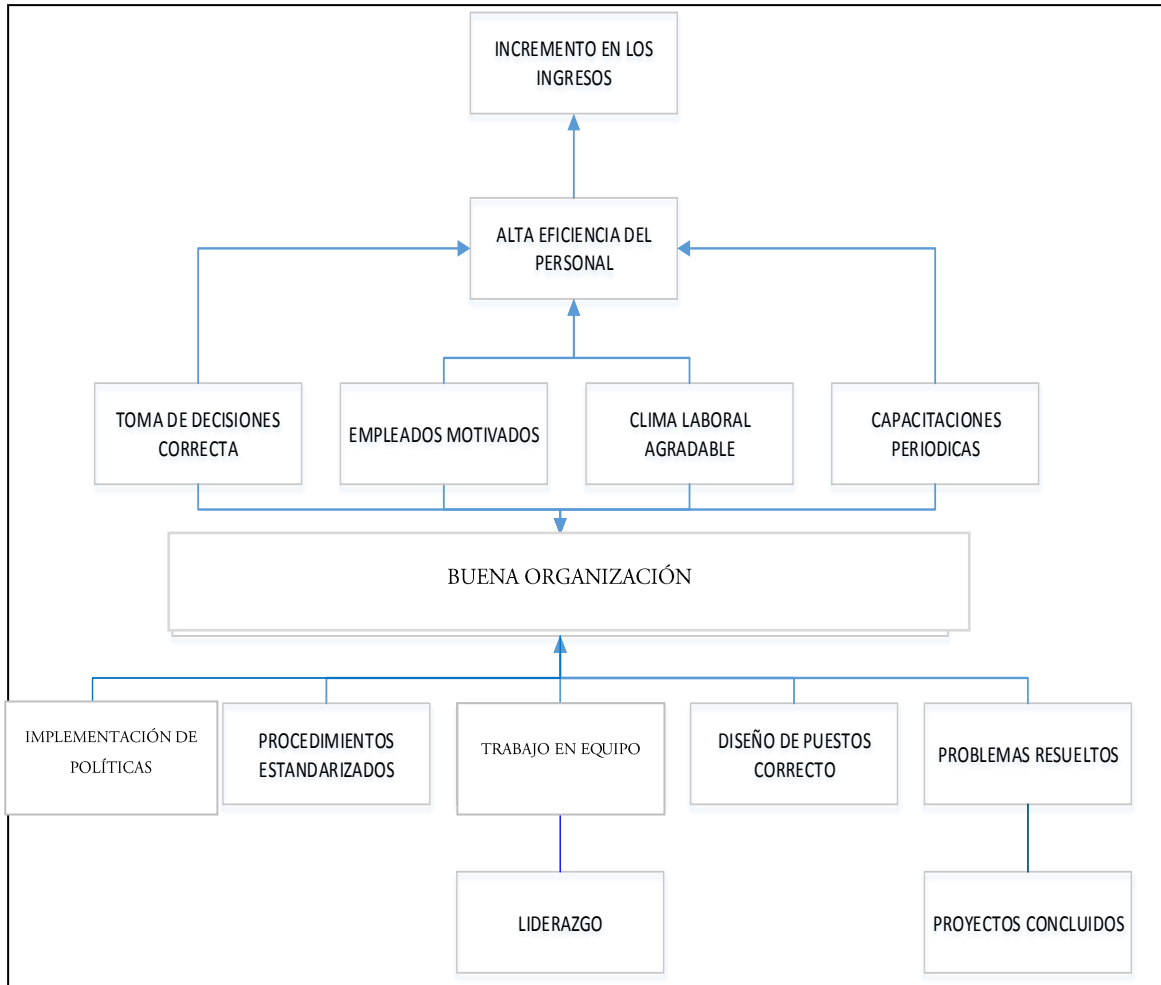 INCREMENTO EN LOS
INGRESOS
ALTA EFICIENCIA DEL
PERSONAL
TOMA DE DECISIONES
CORRECTA
EMPLEADOS MOTIVADOS
CLIMA LABORAL
AGRADABLE
CAPACITACIONES
PERIODICAS
BUENA ORGANIZACIÓN
IMPLEMENTACIÓN DE
POLÍTICAS
PROCEDIMIENTOS
ESTANDARIZADOS
TRABAJO EN EQUIPO
DISEÑO DE PUESTOS
CORRECTO
PROBLEMAS RESUELTOS
LIDERAZGO
PROYECTOS CONCLUIDOS